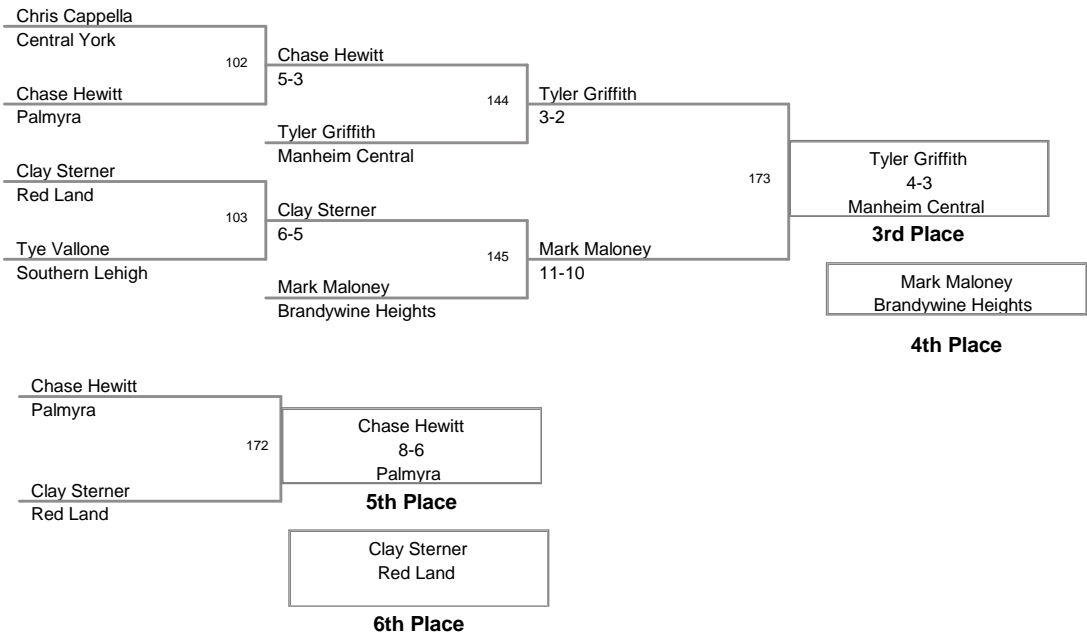 Chris Cappella
Central York
102
Chase Hewitt
5-3
Chase Hewitt
Palmyra
144
Tyler Griffith
3-2
Tyler Griffith
Manheim Central
Clay Sterner
Red Land
173
Tyler Griffith
4-3
Manheim Central
3rd Place
103
Clay Sterner
6-5
Tye Vallone
Southern Lehigh
145
Mark Maloney
11-10
Mark Maloney
Brandywine Heights
Mark Maloney
Brandywine Heights
4th Place
Chase Hewitt
Palmyra
172
Chase Hewitt
8-6
Palmyra
5th Place
Clay Sterner
Red Land
Clay Sterner
Red Land
6th Place